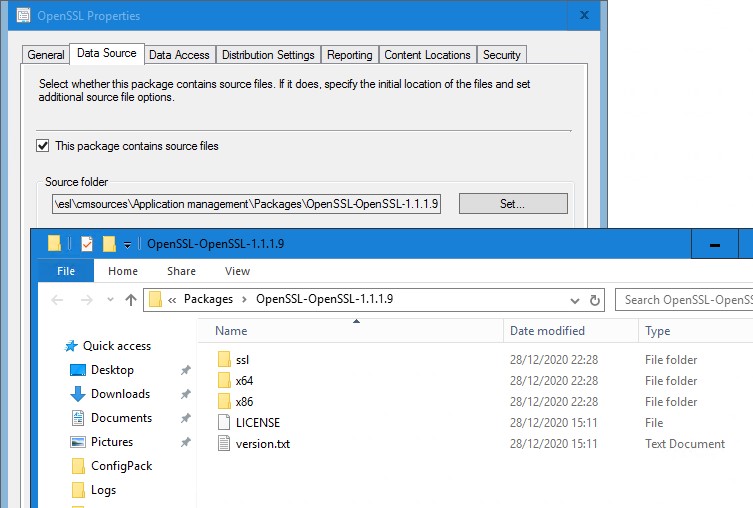 OpenSSL Properties
General Data Source Data Access Distribution Settings Reporting Content Locations Security
Select whether this package contains source files. If it does, specify the initial location of the files and set
additional source file options.
This package contains source files
Source folder
\esl\cmsources\Application management\Packages\OpenSSL-OpenSSL-1.1.1.9 Set...
OpenSSL-OpenSSL-1.1.1.9
File Home Share View
« Packages > OpenSSL-OpenSSL-1.1.1.9 Search OpenSSL-OpenSS
Name Date modified Type
Quick access
ssl 28/12/2020 22:28 File folder
Desktop
x64 28/12/2020 22:28 File folder
Downloads
x86 28/12/2020 22:28 File folder
Documents
LICENSE 28/12/2020 15:11 File
Pictures
version.txt 28/12/2020 15:11 Text Document
ConfigPack
Logs